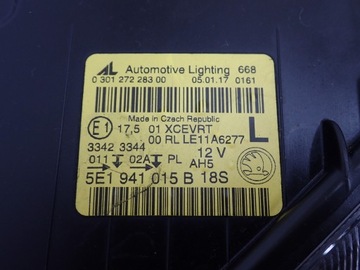 AL Automotive Lighting 668
0 301 272 283 00 05.01.17 0161
Made in Czech Republic
E1 17,5 01 XCEVRT L
00 RL LE11A6277
3342 3344 12 V
011 02A PL AH5
5E1 941 015 B 18S